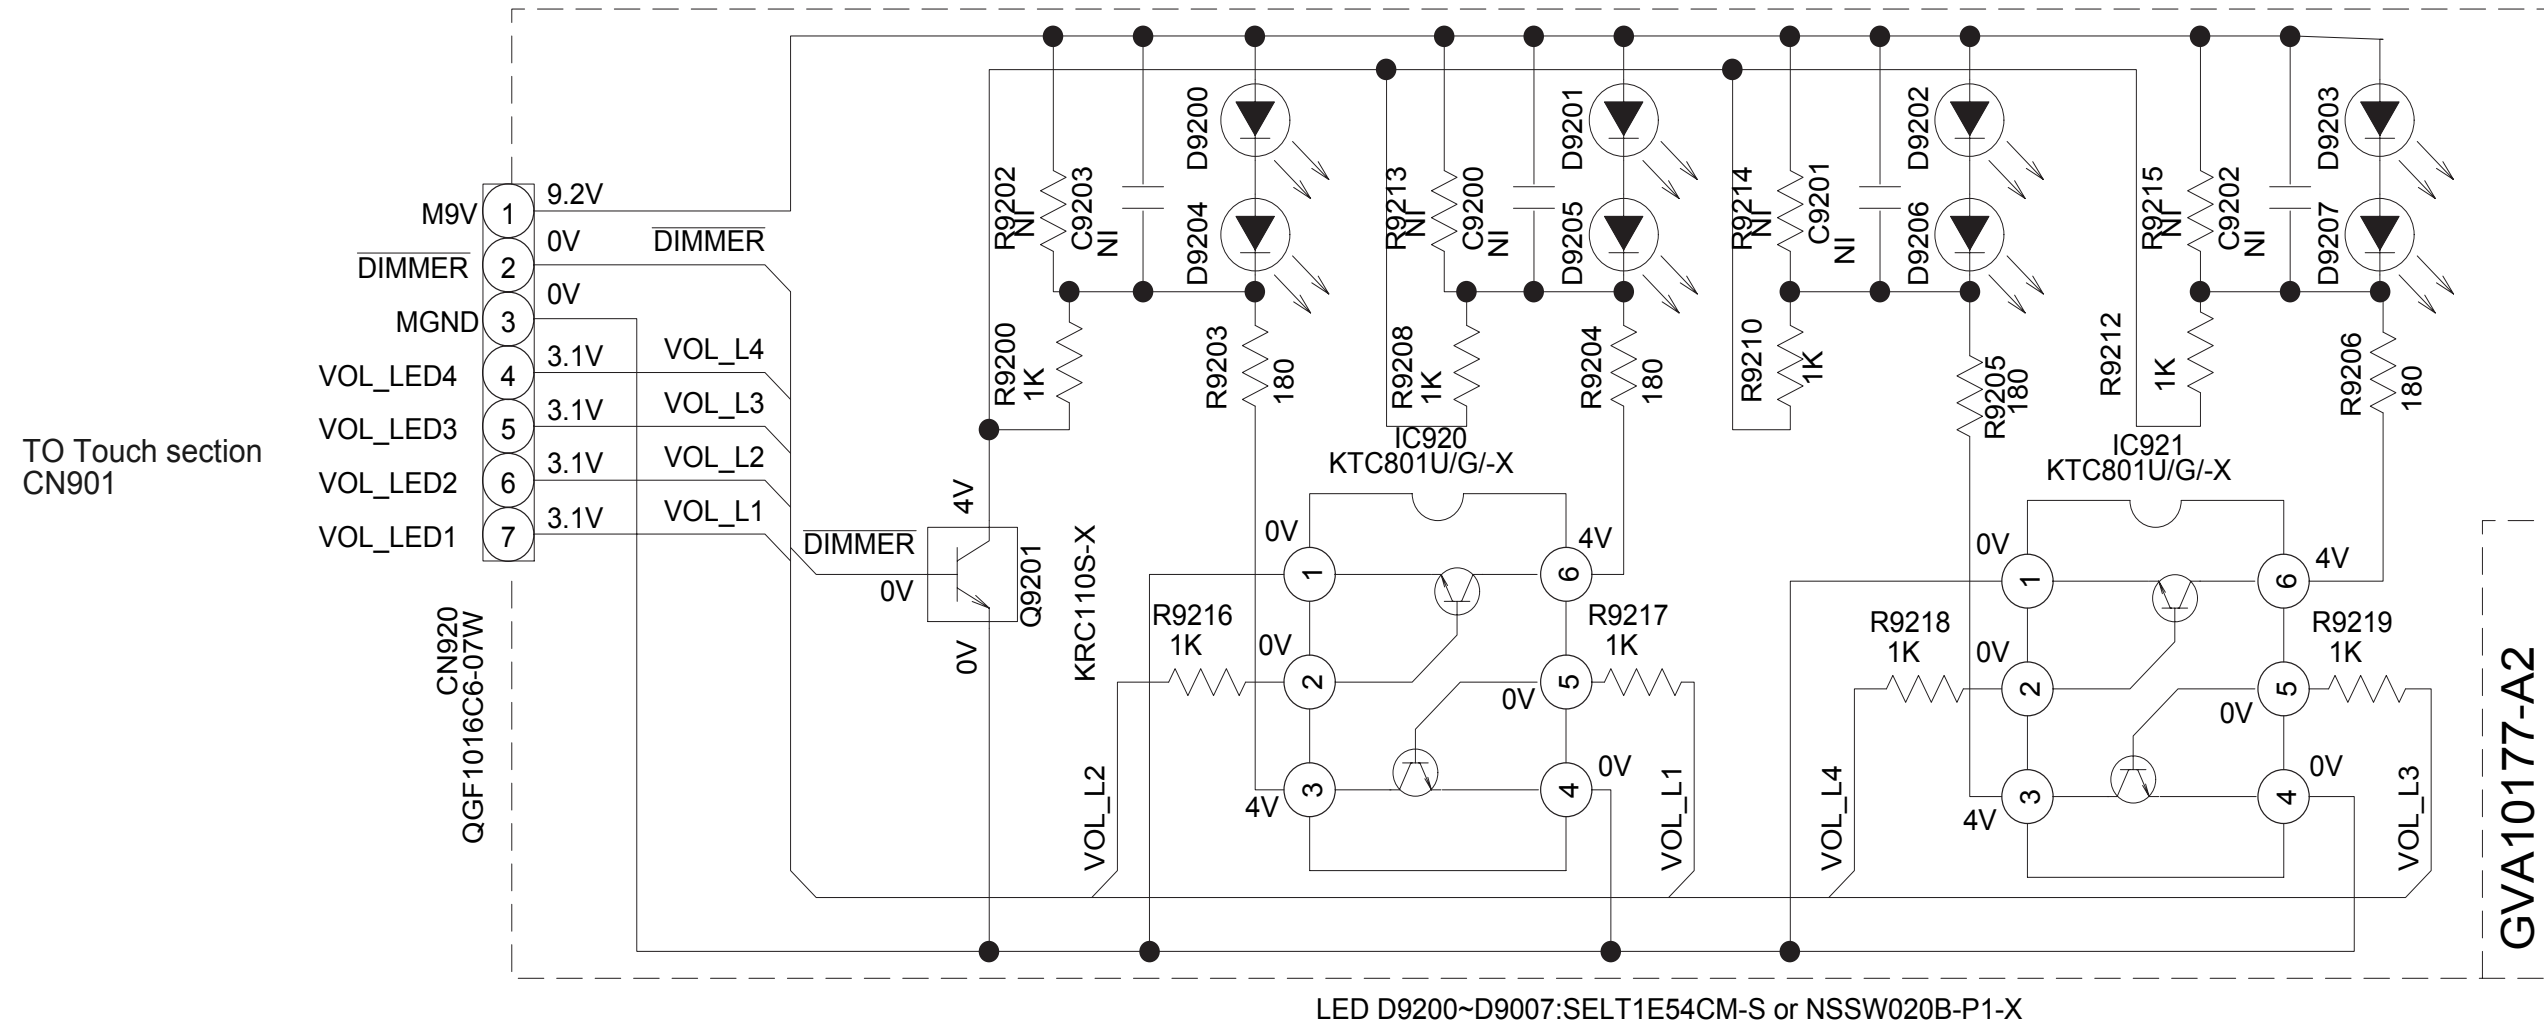 TO Touch section
CN901
M9V 1 9.2V
DIMMER 2 0V DIMMER
MGND 3 0V
VOL_LED4 4 3.1V VOL_L4
VOL_LED3 5 3.1V VOL_L3
VOL_LED2 6 3.1V VOL_L2
VOL_LED1 7 3.1V VOL_L1
CN920
QGF1016C6-07W
DIMMER
0V
4V
0V
Q9201
KRC110S-X
R9202
NI
C9203
NI
D9200
D9204
R9200
1K
R9203
180
R9213
NI
C9200
NI
D9201
D9205
R9208
1K
R9204
180
R9214
NI
C9201
NI
D9202
D9206
R9210
1K
R9205
180
R9215
NI
C9202
NI
D9203
D9207
R9212
1K
R9206
180
IC920
KTC801U/G/-X
0V 1
6 4V
R9216
1K
0V 2
5 0V
R9217
1K
4V 3
4 0V
VOL_L2
VOL_L1
IC921
KTC801U/G/-X
0V 1
6 4V
R9218
1K
0V 2
5 0V
R9219
1K
4V 3
4 0V
VOL_L4
VOL_L3
GVA10177-A2
LED D9200~D9007:SELT1E54CM-S or NSSW020B-P1-X